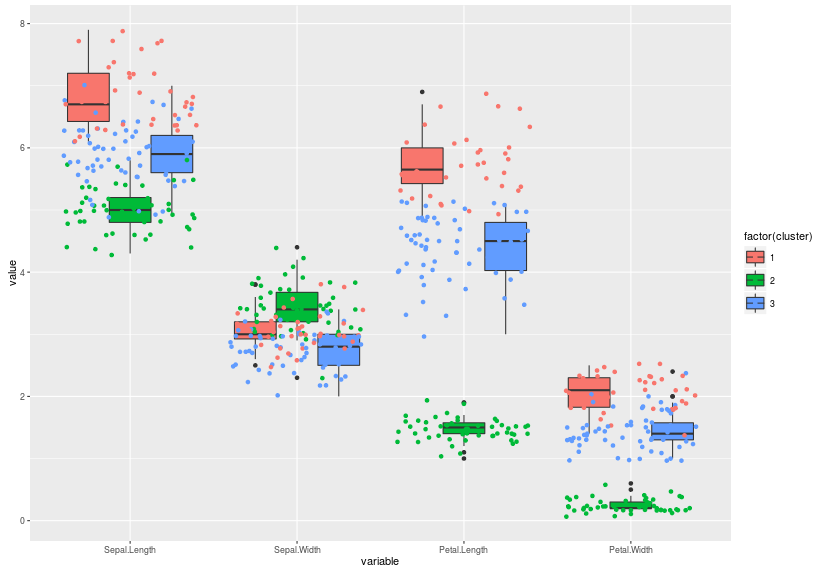 8
6
4
2
0
value
Sepal.Length Sepal.Width Petal.Length Petal.Width
variable
factor(cluster)
1
2
3